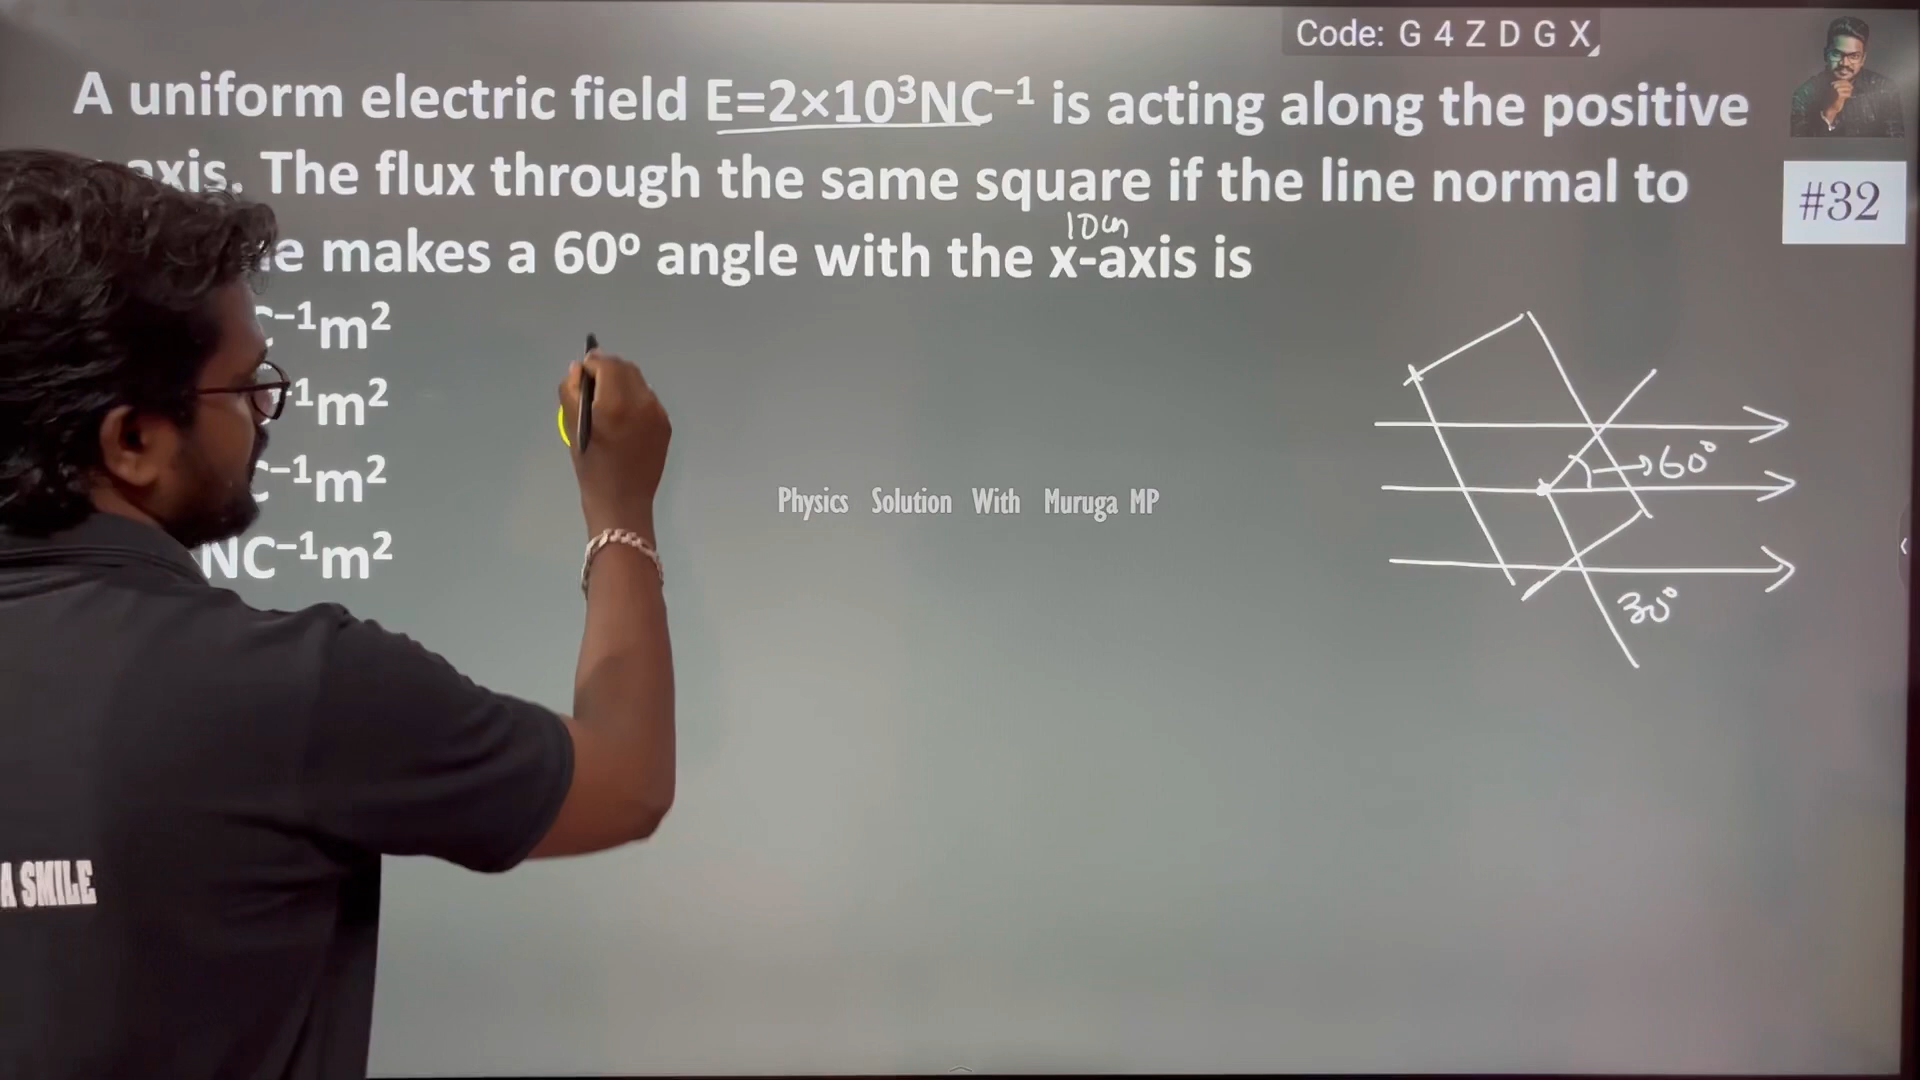 Code: G 4 Z D G X
A uniform electric field E=2×10³NC⁻¹ is acting along the positive
axis. The flux through the same square if the line normal to
10cm
makes a 60º angle with the x-axis is
#32
⁻¹m²
⁻¹m²
60°
C⁻¹m²
Physics Solution With Muruga MP
NC⁻¹m²
30°
A SMILE